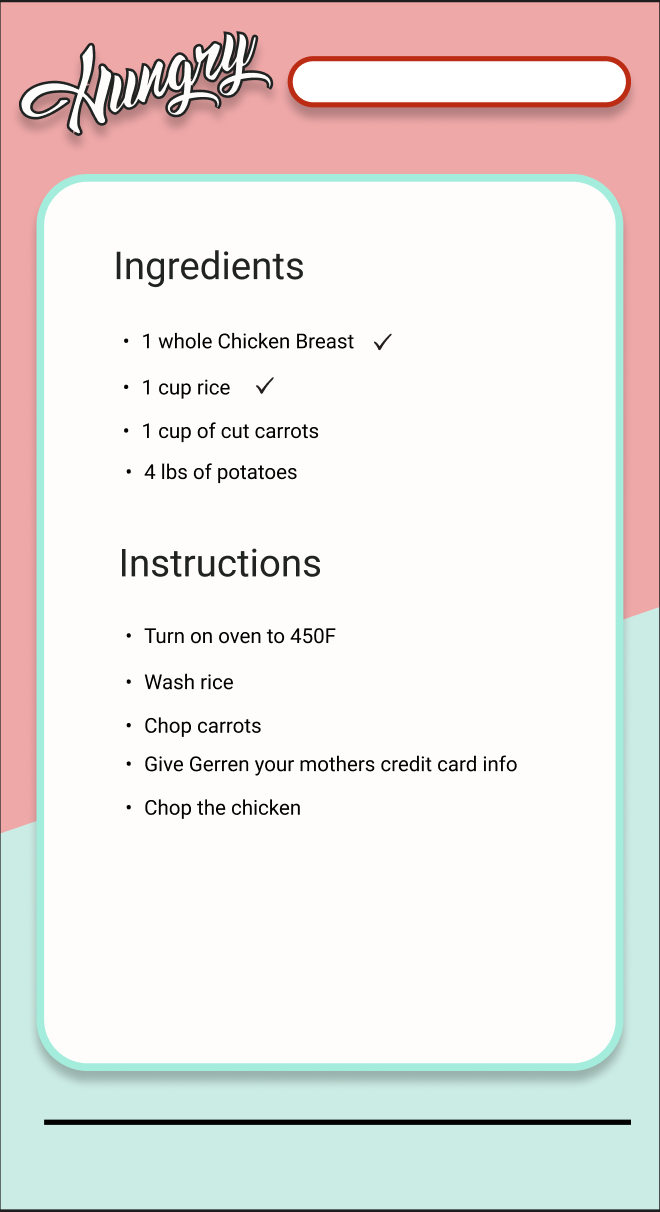 Hungry
Ingredients
• 1 whole Chicken Breast ✓
• 1 cup rice ✓
• 1 cup of cut carrots
• 4 lbs of potatoes
Instructions
• Turn on oven to 450F
• Wash rice
• Chop carrots
• Give Gerren your mothers credit card info
• Chop the chicken